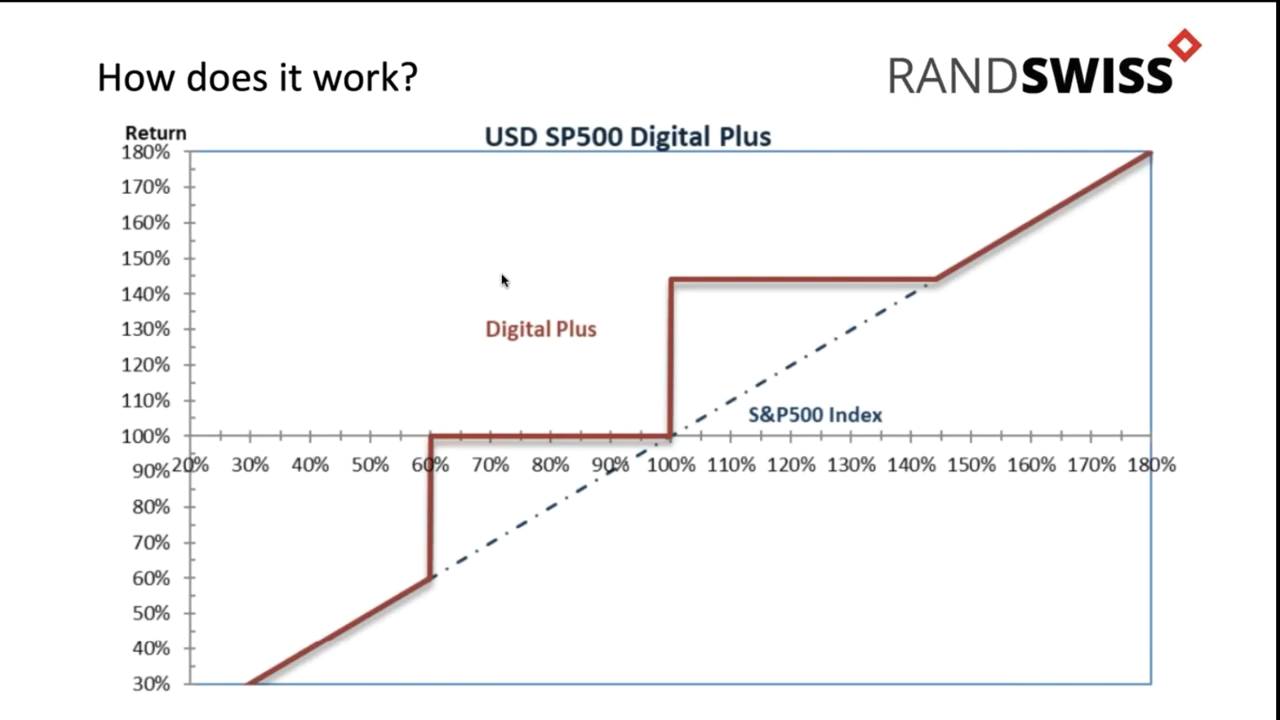 How does it work?
RANDSWISS
Return
USD SP500 Digital Plus
180%
170%
160%
150%
140%
130%
Digital Plus
120%
110%
S&P500 Index
100%
90%
20% 30% 40% 50% 60% 70% 80% 90% 100% 110% 120% 130% 140% 150% 160% 170% 180%
80%
70%
60%
50%
40%
30%